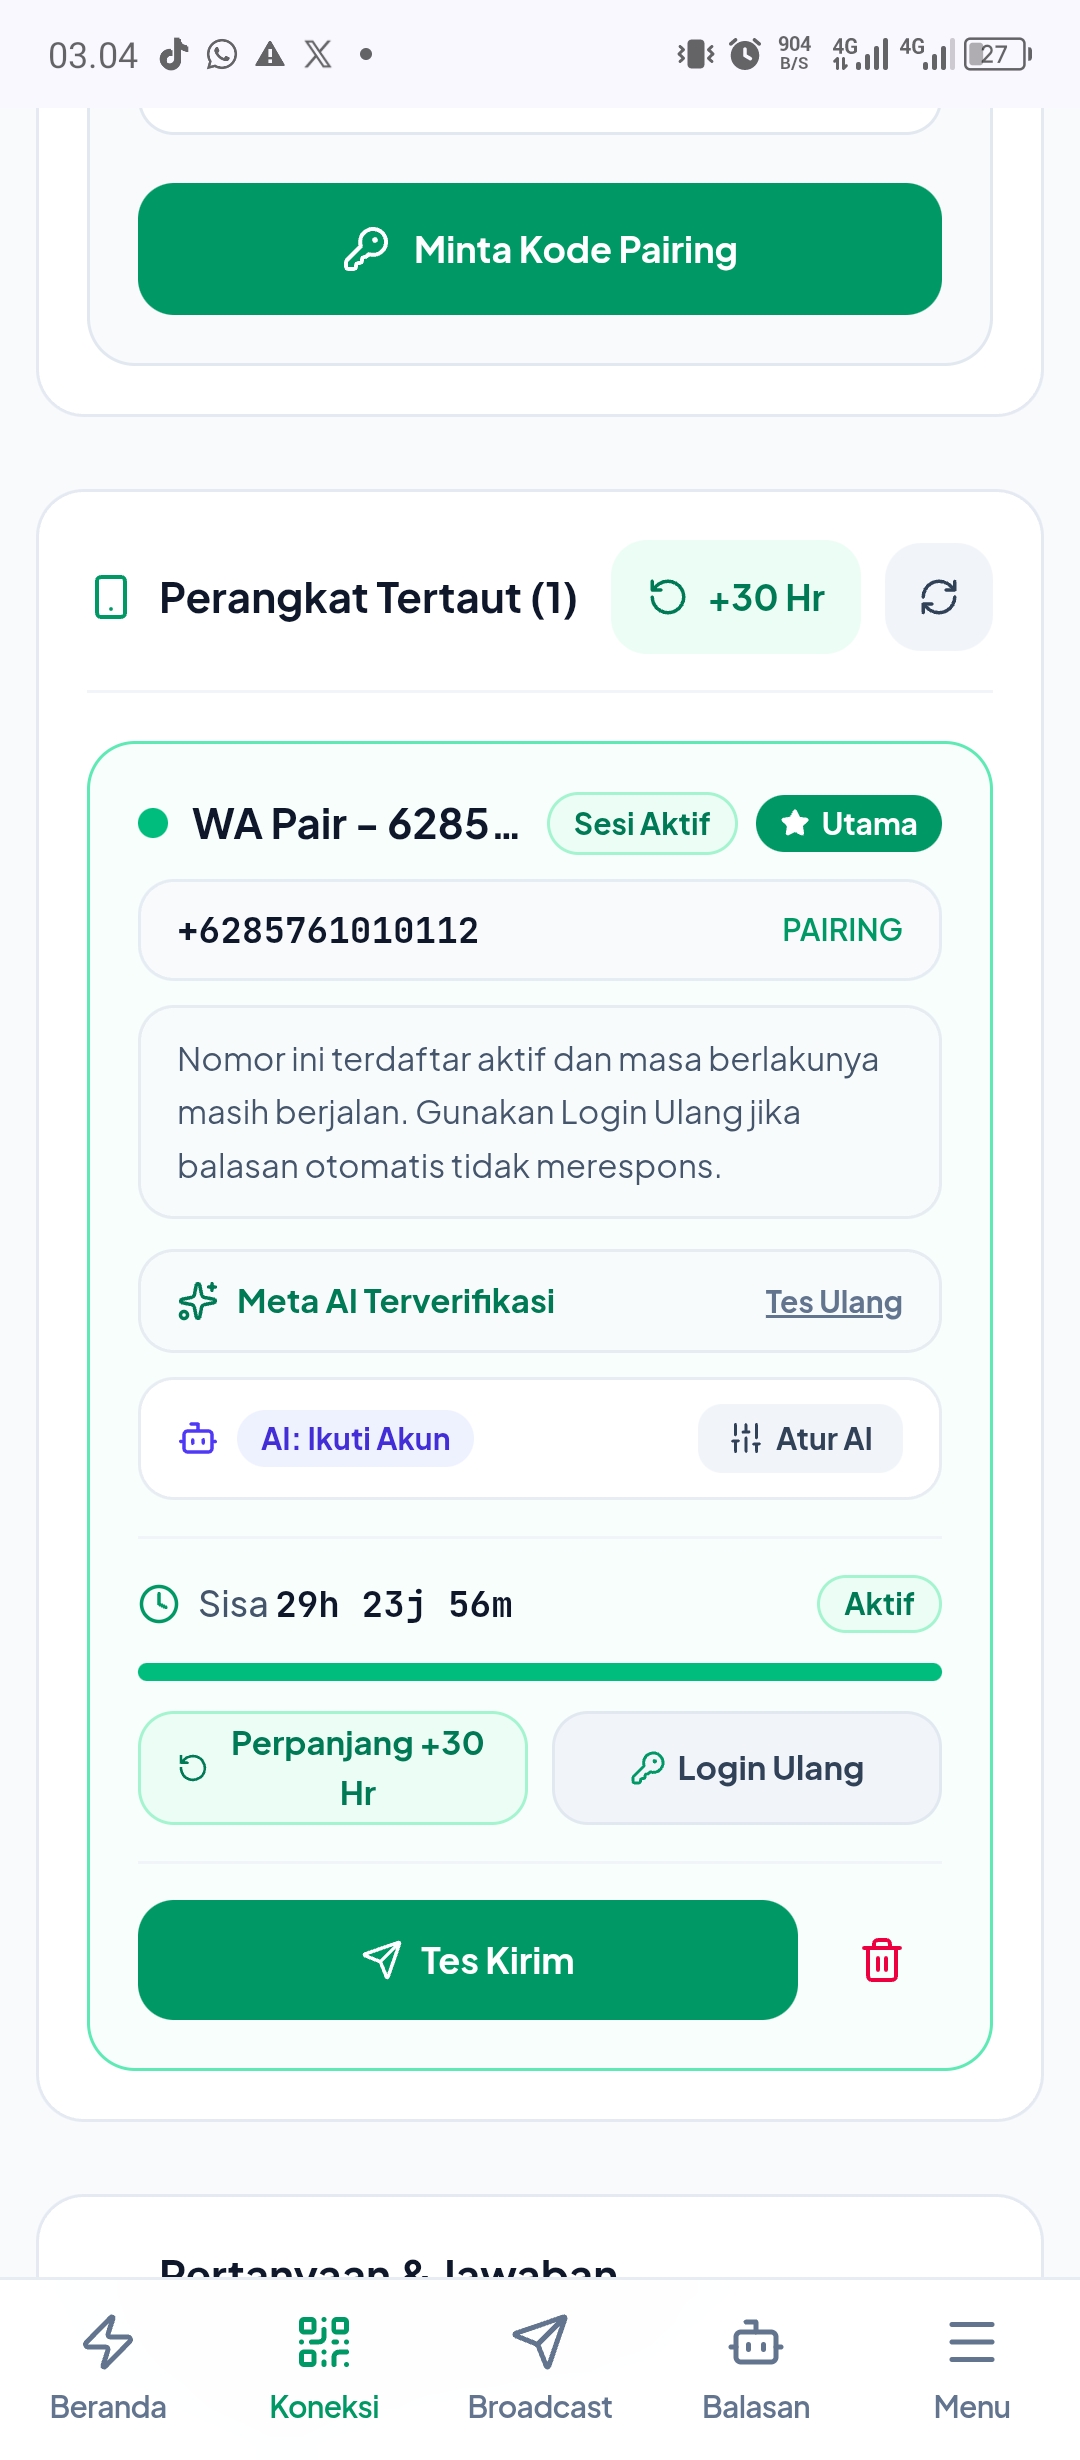 03.04
904
B/S
4G
4G
27
Minta Kode Pairing
Perangkat Tertaut (1)
+30 Hr
WA Pair – 6285...
Sesi Aktif
Utama
+6285761010112
PAIRING
Nomor ini terdaftar aktif dan masa berlakunya
masih berjalan. Gunakan Login Ulang jika
balasan otomatis tidak merespons.
Meta AI Terverifikasi
Tes Ulang
AI: Ikuti Akun
Atur AI
Sisa 29h 23j 56m
Aktif
Perpanjang +30
Hr
Login Ulang
Tes Kirim
Pertanyaan & Jawaban
Beranda
Koneksi
Broadcast
Balasan
Menu